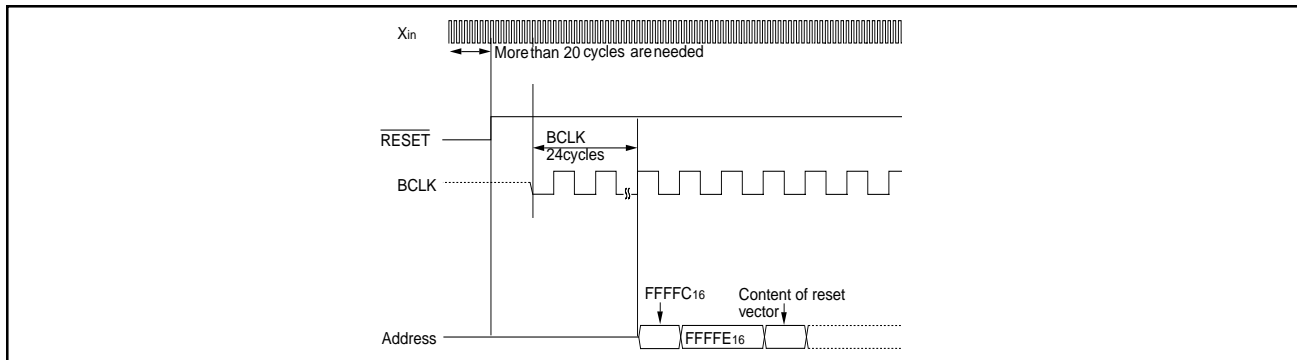 Xin
More than 20 cycles are needed
RESET
BCLK
24cycles
BCLK
FFFFC16
Content of reset
vector
Address
FFFFE16